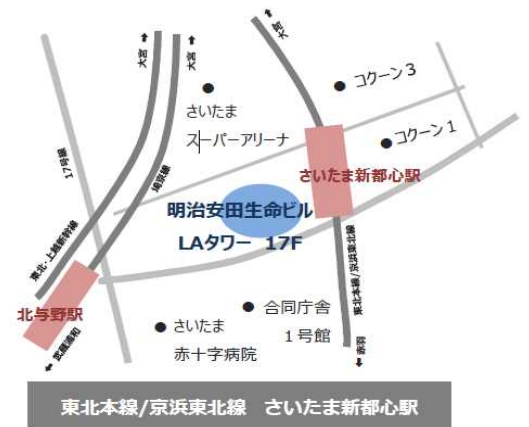 大宮
大宮
大宮
17号線
さいたま
スーパーアリーナ
コクーン 3
コクーン 1
さいたま新都心駅
埼京線
東北・上越新幹線
明治安田生命ビル
LAタワー 17F
北与野駅
武蔵浦和
さいたま
赤十字病院
合同庁舎
1号館
東北本線/京浜東北線
赤羽
東北本線/京浜東北線 さいたま新都心駅